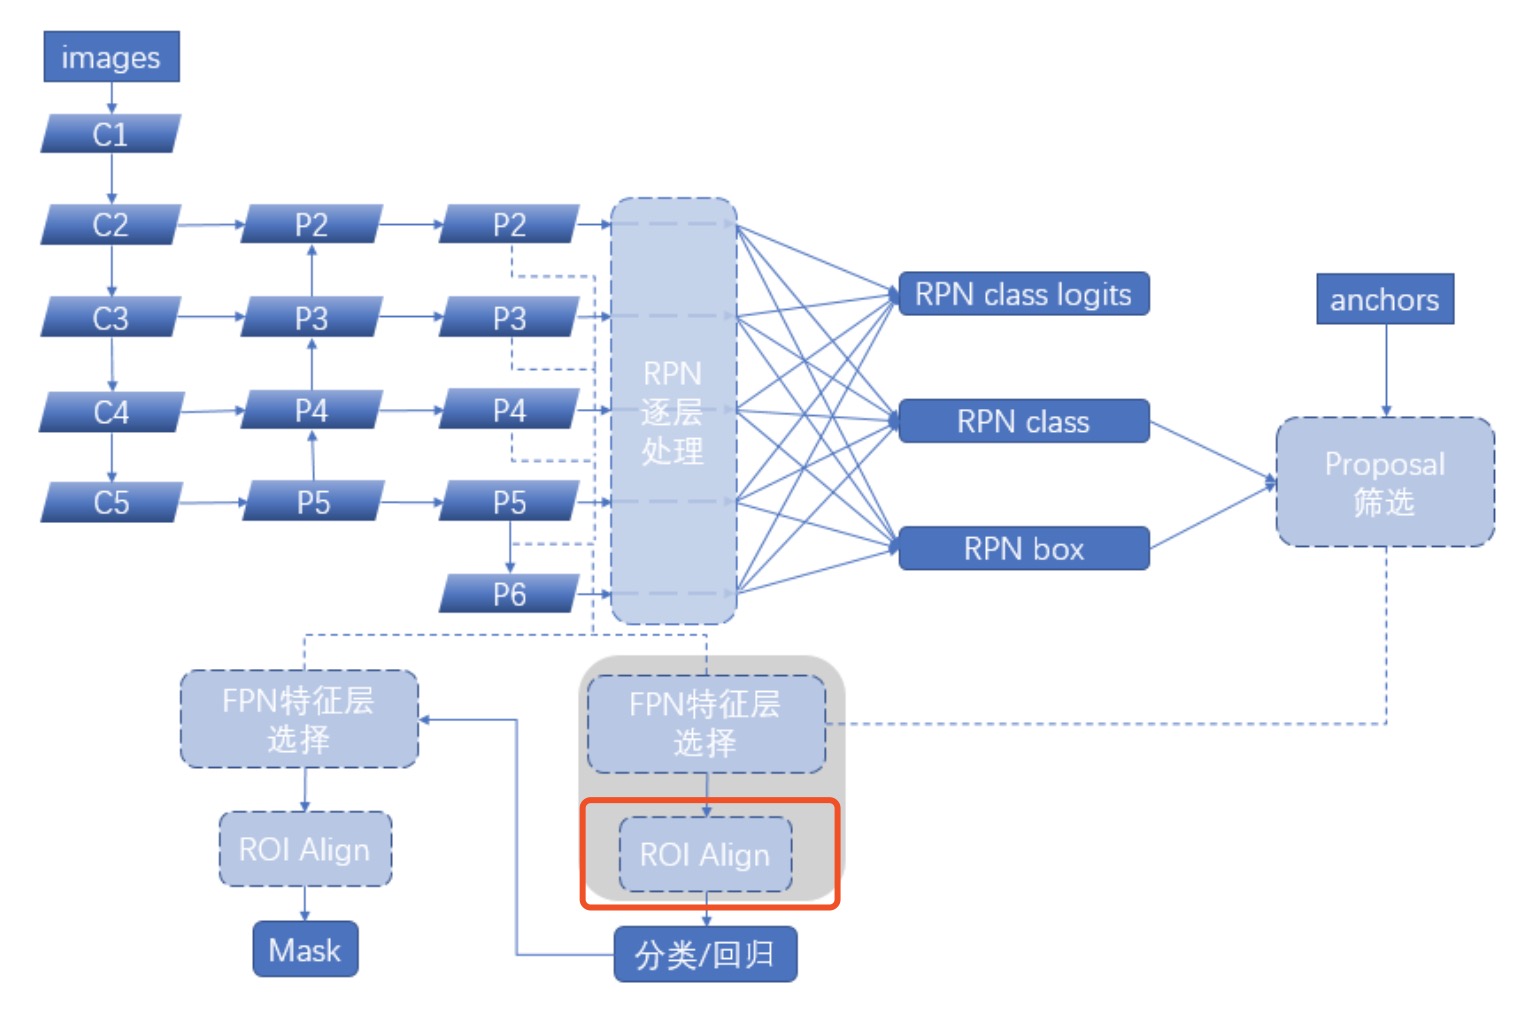 images
C1
C2
P2
P2
C3
P3
P3
C4
P4
P4
C5
P5
P5
P6
RPN
逐层
处理
RPN class logits
RPN class
RPN box
anchors
Proposal
筛选
FPN特征层
选择
ROI Align
Mask
FPN特征层
选择
ROI Align
分类/回归